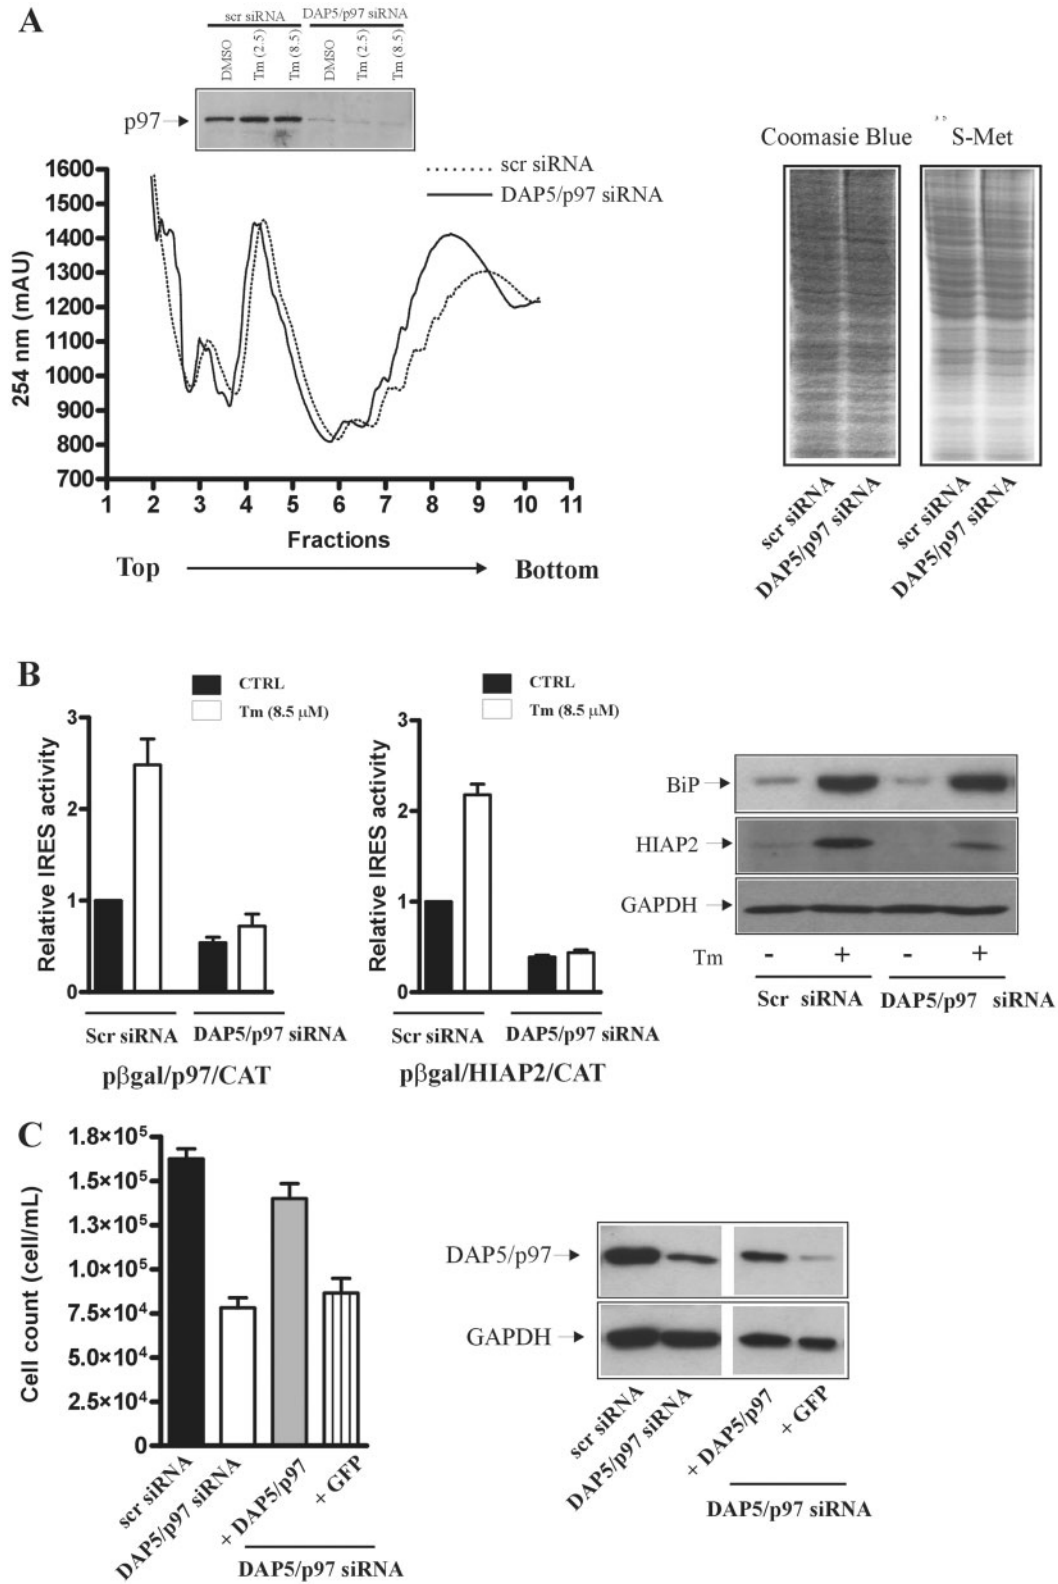 A
scr siRNA DAP5/p97 siRNA
DMSO
Tm (2.5)
Tm (8.5)
DMSO
Tm (2.5)
Tm (8.5)
p97
scr siRNA
DAP5/p97 siRNA
254 nm (mAU)
1600
1500
1400
1300
1200
1100
1000
900
800
700
1 2 3 4 5 6 7 8 9 10 11
Fractions
Top Bottom
Coomasie Blue S-Met
scr siRNA
DAP5/p97 siRNA
scr siRNA
DAP5/p97 siRNA
B
CTRL
Tm (8.5 μM)
Relative IRES activity
3
2
1
0
Scr siRNA DAP5/p97 siRNA
pβgal/p97/CAT
CTRL
Tm (8.5 μM)
Relative IRES activity
3
2
1
0
Scr siRNA DAP5/p97 siRNA
pβgal/HIAP2/CAT
BiP
HIAP2
GAPDH
Tm - + - +
Scr siRNA DAP5/p97 siRNA
C
Cell count (cell/mL)
1.8×10⁵
1.5×10⁵
1.3×10⁵
1.0×10⁵
7.5×10⁴
5.0×10⁴
2.5×10⁴
0
scr siRNA
DAP5/p97 siRNA
+ DAP5/p97
+ GFP
DAP5/p97 siRNA
DAP5/p97
GAPDH
scr siRNA
DAP5/p97 siRNA
+ DAP5/p97
+ GFP
DAP5/p97 siRNA